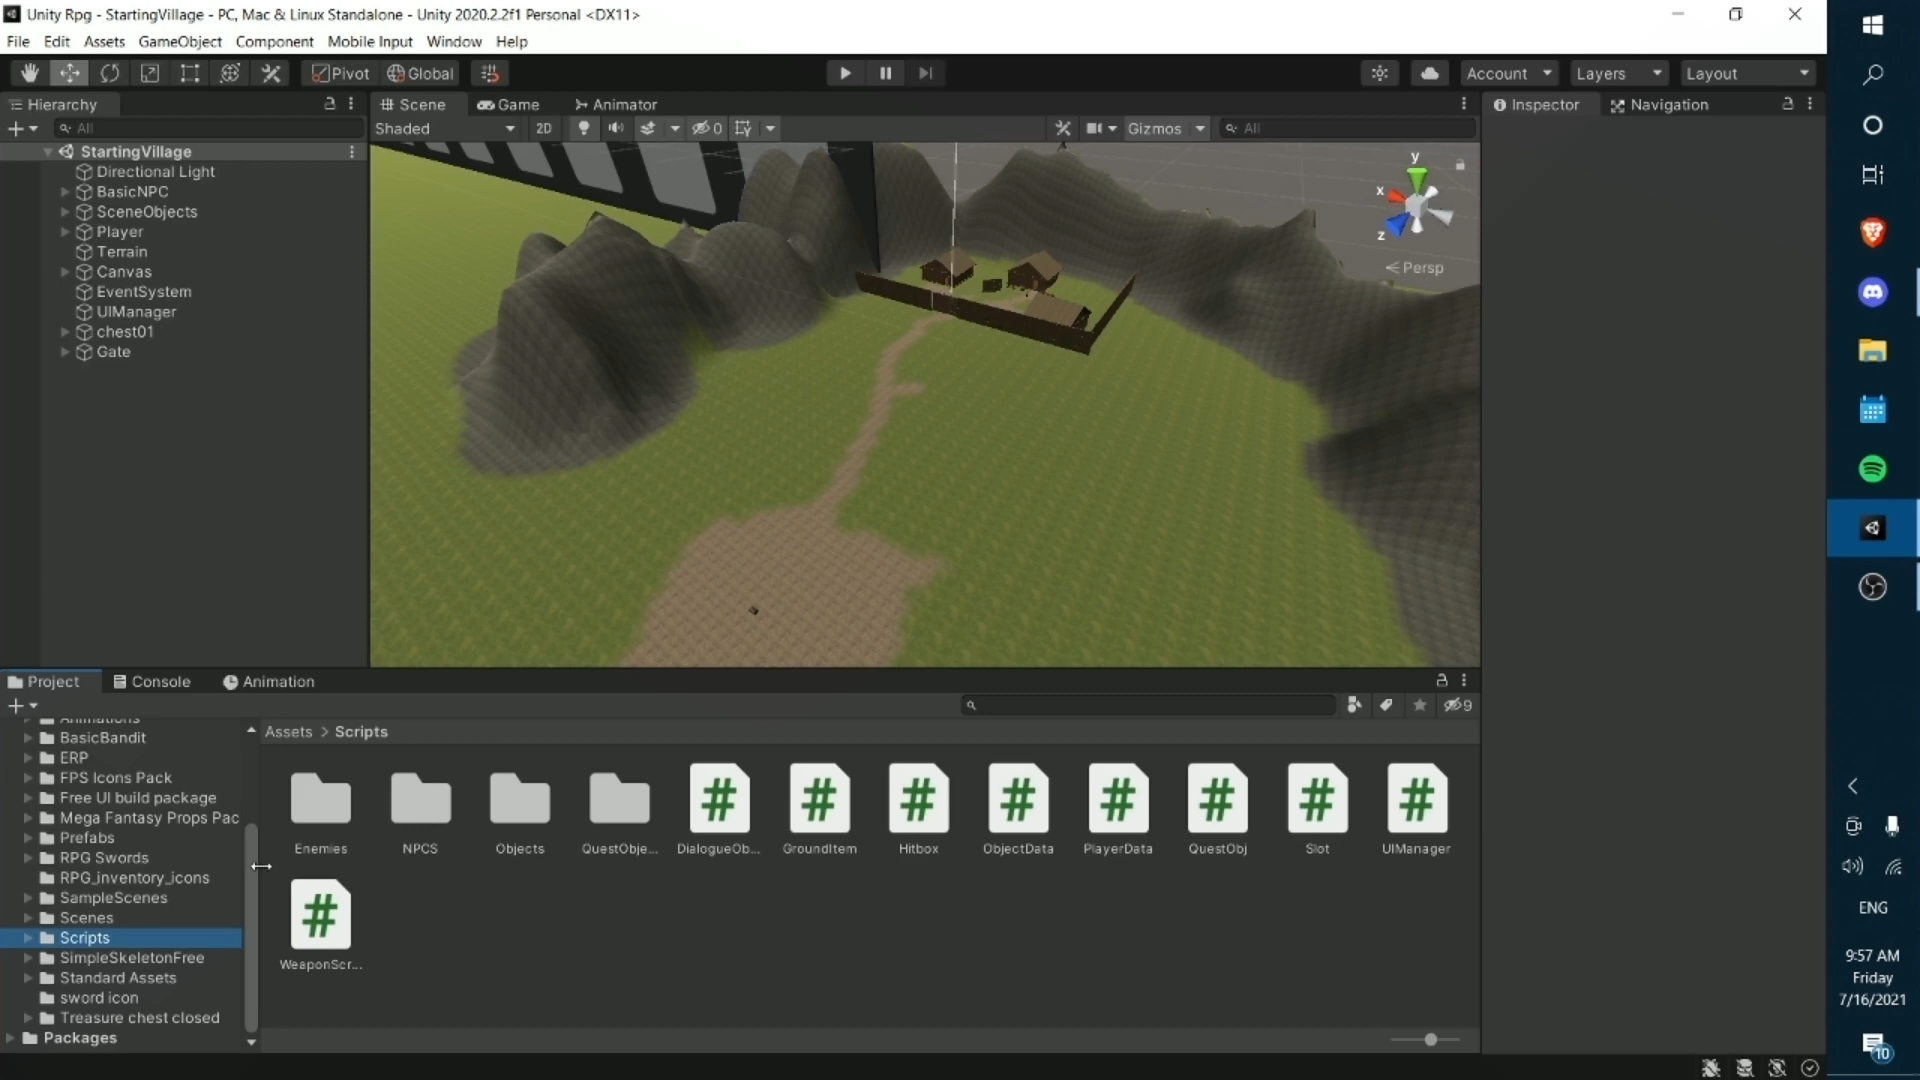 Unity Rpg - StartingVillage - PC, Mac & Linux Standalone - Unity 2020.2.2f1 Personal <DX11>
File Edit Assets GameObject Component Mobile Input Window Help
Pivot Global Account Layers Layout
Hierarchy
All
StartingVillage
Directional Light
BasicNPC
SceneObjects
Player
Terrain
Canvas
EventSystem
UIManager
chest01
Gate
Scene Game Animator
Shaded 2D 0 Gizmos All
y
x
z
Persp
Inspector Navigation
Project Console Animation
9
Animations
BasicBandit
ERP
FPS Icons Pack
Free UI build package
Mega Fantasy Props Pac
Prefabs
RPG Swords
RPG_inventory_icons
SampleScenes
Scenes
Scripts
SimpleSkeletonFree
Standard Assets
sword icon
Treasure chest closed
Packages
Assets > Scripts
Enemies NPCS Objects QuestObje... DialogueOb... GroundItem Hitbox ObjectData PlayerData QuestObj Slot UIManager
WeaponScr...
ENG
9:57 AM
Friday
7/16/2021
10